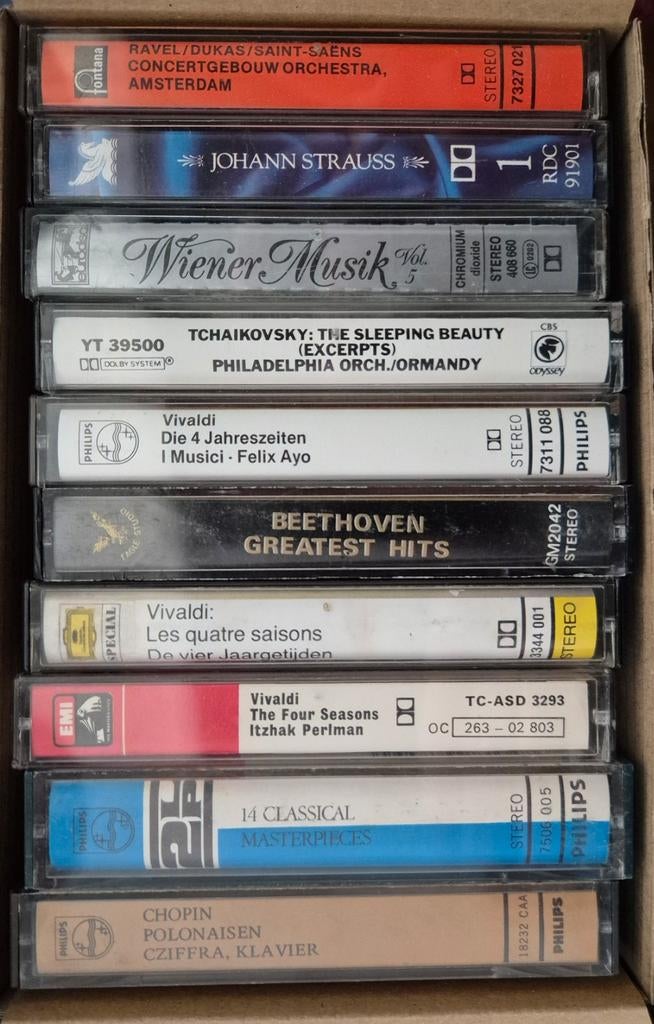 fontana
RAVEL/DUKAS/SAINT-SAËNS
CONCERTGEBOUW ORCHESTRA,
AMSTERDAM
STEREO
7327 021
JOHANN STRAUSS
1
RDC
91901
Wiener Musik Vol.
5
CHROMIUM
dioxide
STEREO
408 660
YT 39500
DOLBY SYSTEM®
TCHAIKOVSKY: THE SLEEPING BEAUTY
(EXCERPTS)
PHILADELPHIA ORCH./ORMANDY
CBS
ODYSSEY
PHILIPS
Vivaldi
Die 4 Jahreszeiten
I Musici · Felix Ayo
STEREO
7311 088
PHILIPS
EAGLE STUDIO
BEETHOVEN
GREATEST HITS
GM2042
STEREO
SPECIAL
Vivaldi:
Les quatre saisons
De vier Jaargetijden
3344 001
STEREO
EMI
Vivaldi
The Four Seasons
Itzhak Perlman
TC-ASD 3293
OC 263 – 02 803
PHILIPS
2LP
14 CLASSICAL
MASTERPIECES
STEREO
7506 005
PHILIPS
PHILIPS
CHOPIN
POLONAISEN
CZIFFRA, KLAVIER
18232 CAA
PHILIPS